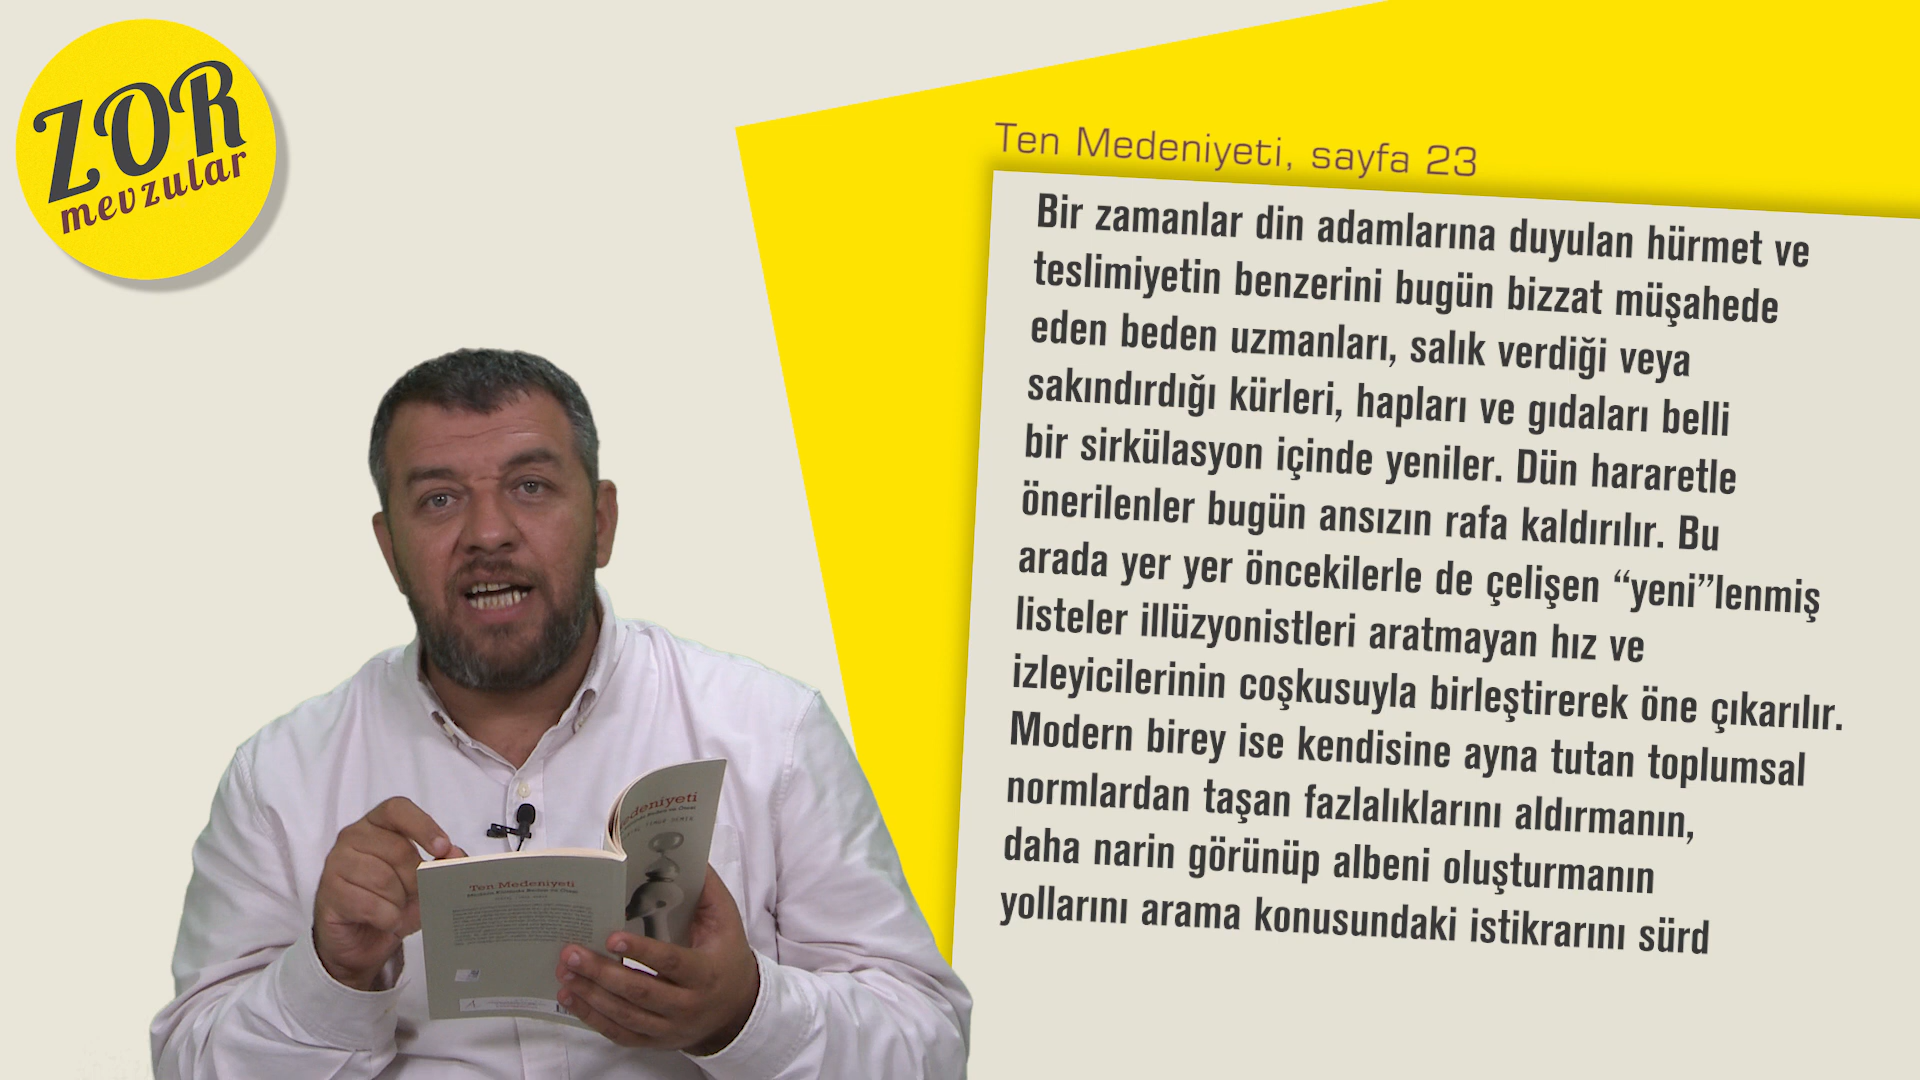 ZOR
mevzular
Ten Medeniyeti, sayfa 23
Bir zamanlar din adamlarına duyulan hürmet ve
teslimiyetin benzerini bugün bizzat müşahede
eden beden uzmanları, salık verdiği veya
sakındırdığı kürleri, hapları ve gıdaları belli
bir sirkülasyon içinde yeniler. Dün hararetle
önerilenler bugün ansızın rafa kaldırılır. Bu
arada yer yer öncekilerle de çelişen “yeni”lenmiş
listeler illüzyonistleri aratmayan hız ve
izleyicilerinin coşkusuyla birleştirerek öne çıkarılır.
Modern birey ise kendisine ayna tutan toplumsal
normlardan taşan fazlalıklarını aldırmanın,
daha narin görünüp albeni oluşturmanın
yollarını arama konusundaki istikrarını sürd
deniyeti
Ten Medeniyeti